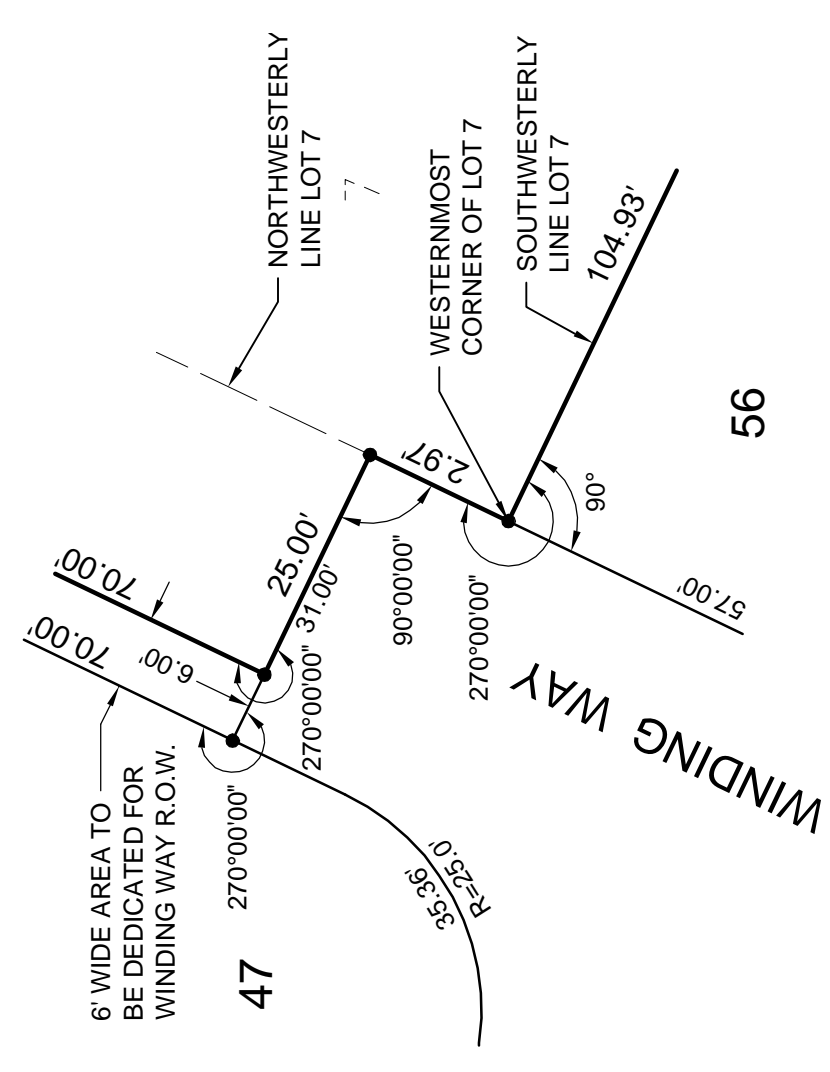 NORTHWESTERLY
LINE LOT 7
WESTERNMOST
CORNER OF LOT 7
SOUTHWESTERLY
LINE LOT 7
104.93'
56
2.97'
90°
25.00'
31.00'
90°00'00"
270°00'00"
57.00'
70.00'
70.00'
6.00'
270°00'00"
270°00'00"
WINDING WAY
6' WIDE AREA TO
BE DEDICATED FOR
WINDING WAY R.O.W.
47
35.36'
R=25.0'